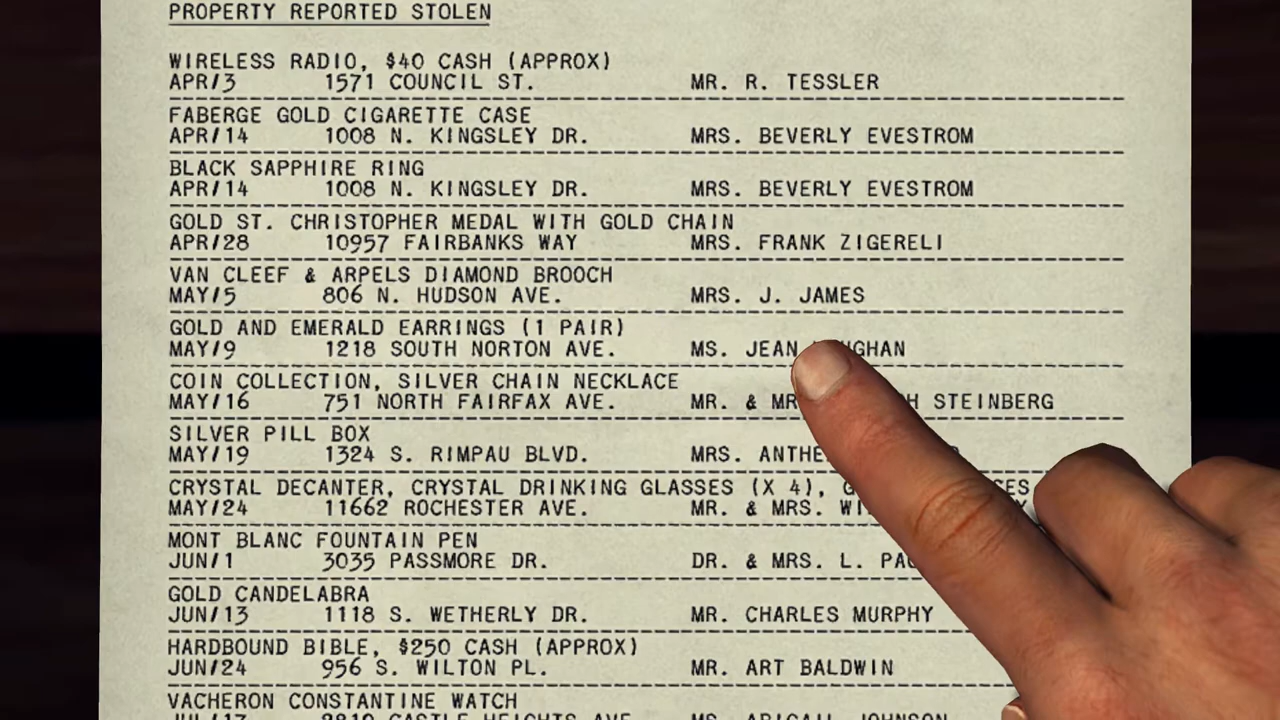 PROPERTY REPORTED STOLEN
WIRELESS RADIO, $40 CASH (APPROX)
APR/3 1571 COUNCIL ST. MR. R. TESSLER
FABERGE GOLD CIGARETTE CASE
APR/14 1008 N. KINGSLEY DR. MRS. BEVERLY EVESTROM
BLACK SAPPHIRE RING
APR/14 1008 N. KINGSLEY DR. MRS. BEVERLY EVESTROM
GOLD ST. CHRISTOPHER MEDAL WITH GOLD CHAIN
APR/28 10957 FAIRBANKS WAY MRS. FRANK ZIGERELI
VAN CLEEF & ARPELS DIAMOND BROOCH
MAY/5 806 N. HUDSON AVE. MRS. J. JAMES
GOLD AND EMERALD EARRINGS (1 PAIR)
MAY/9 1218 SOUTH NORTON AVE. MS. JEAN
COIN COLLECTION, SILVER CHAIN NECKLACE
MAY/16 751 NORTH FAIRFAX AVE. MR. & STEINBERG
SILVER PILL BOX
MAY/19 1324 S. RIMPAU BLVD. MRS.
CRYSTAL DECANTER, CRYSTAL DRINKING GLASSES (X 4),
MAY/24 11662 ROCHESTER AVE. MR. & MRS.
MONT BLANC FOUNTAIN PEN
JUN/1 3035 PASSMORE DR. DR. & MRS. L.
GOLD CANDELABRA
JUN/13 1118 S. WETHERLY DR. MR. CHARLES MURPHY
HARDBOUND BIBLE, $250 CASH (APPROX)
JUN/24 956 S. WILTON PL. MR. ART BALDWIN
VACHERON CONSTANTINE WATCH
CASTLE HEIGHTS AVE MS. ABIGAIL JOHNSON